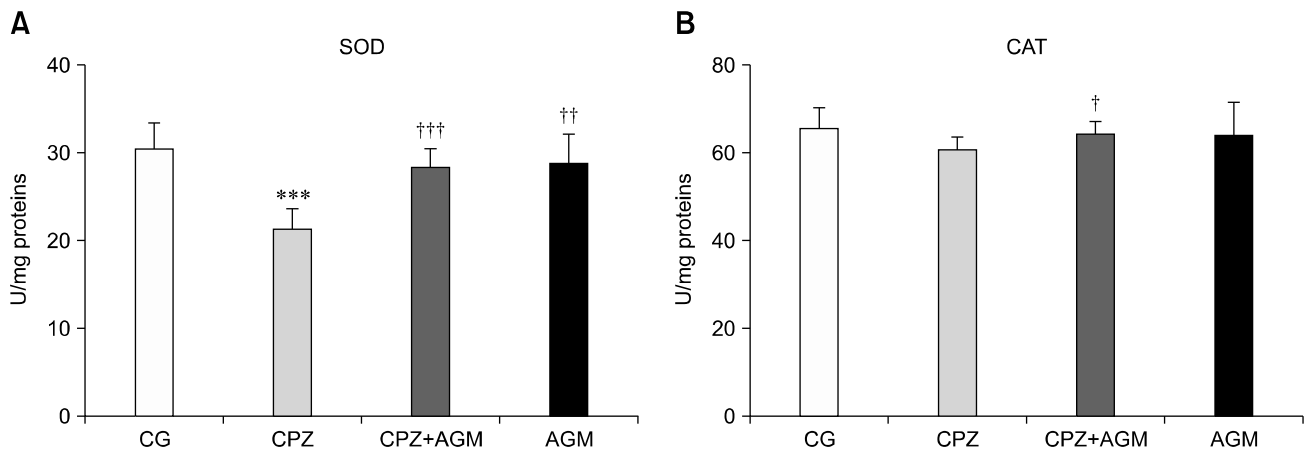 A
SOD
40
30
20
10
0
U/mg proteins
***
†††
††
CG
CPZ
CPZ+AGM
AGM
B
CAT
80
60
40
20
0
U/mg proteins
†
CG
CPZ
CPZ+AGM
AGM